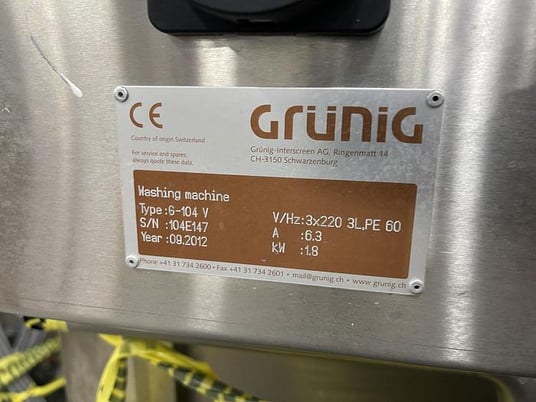 CE
GRÜNIG
Country of origin Switzerland
Grünig-Interscreen AG, Ringenmatt 14
CH-3150 Schwarzenburg
For service and spares
always quote these data.
Washing machine
Type:G-104 V
S/N :104E147
Year :09.2012
V/Hz:3x220 3L,PE 60
A :6.3
kW :1.8
Phone +41 31 734 2600 • Fax +41 31 734 2601 • mail@grunig.ch • www.grunig.ch